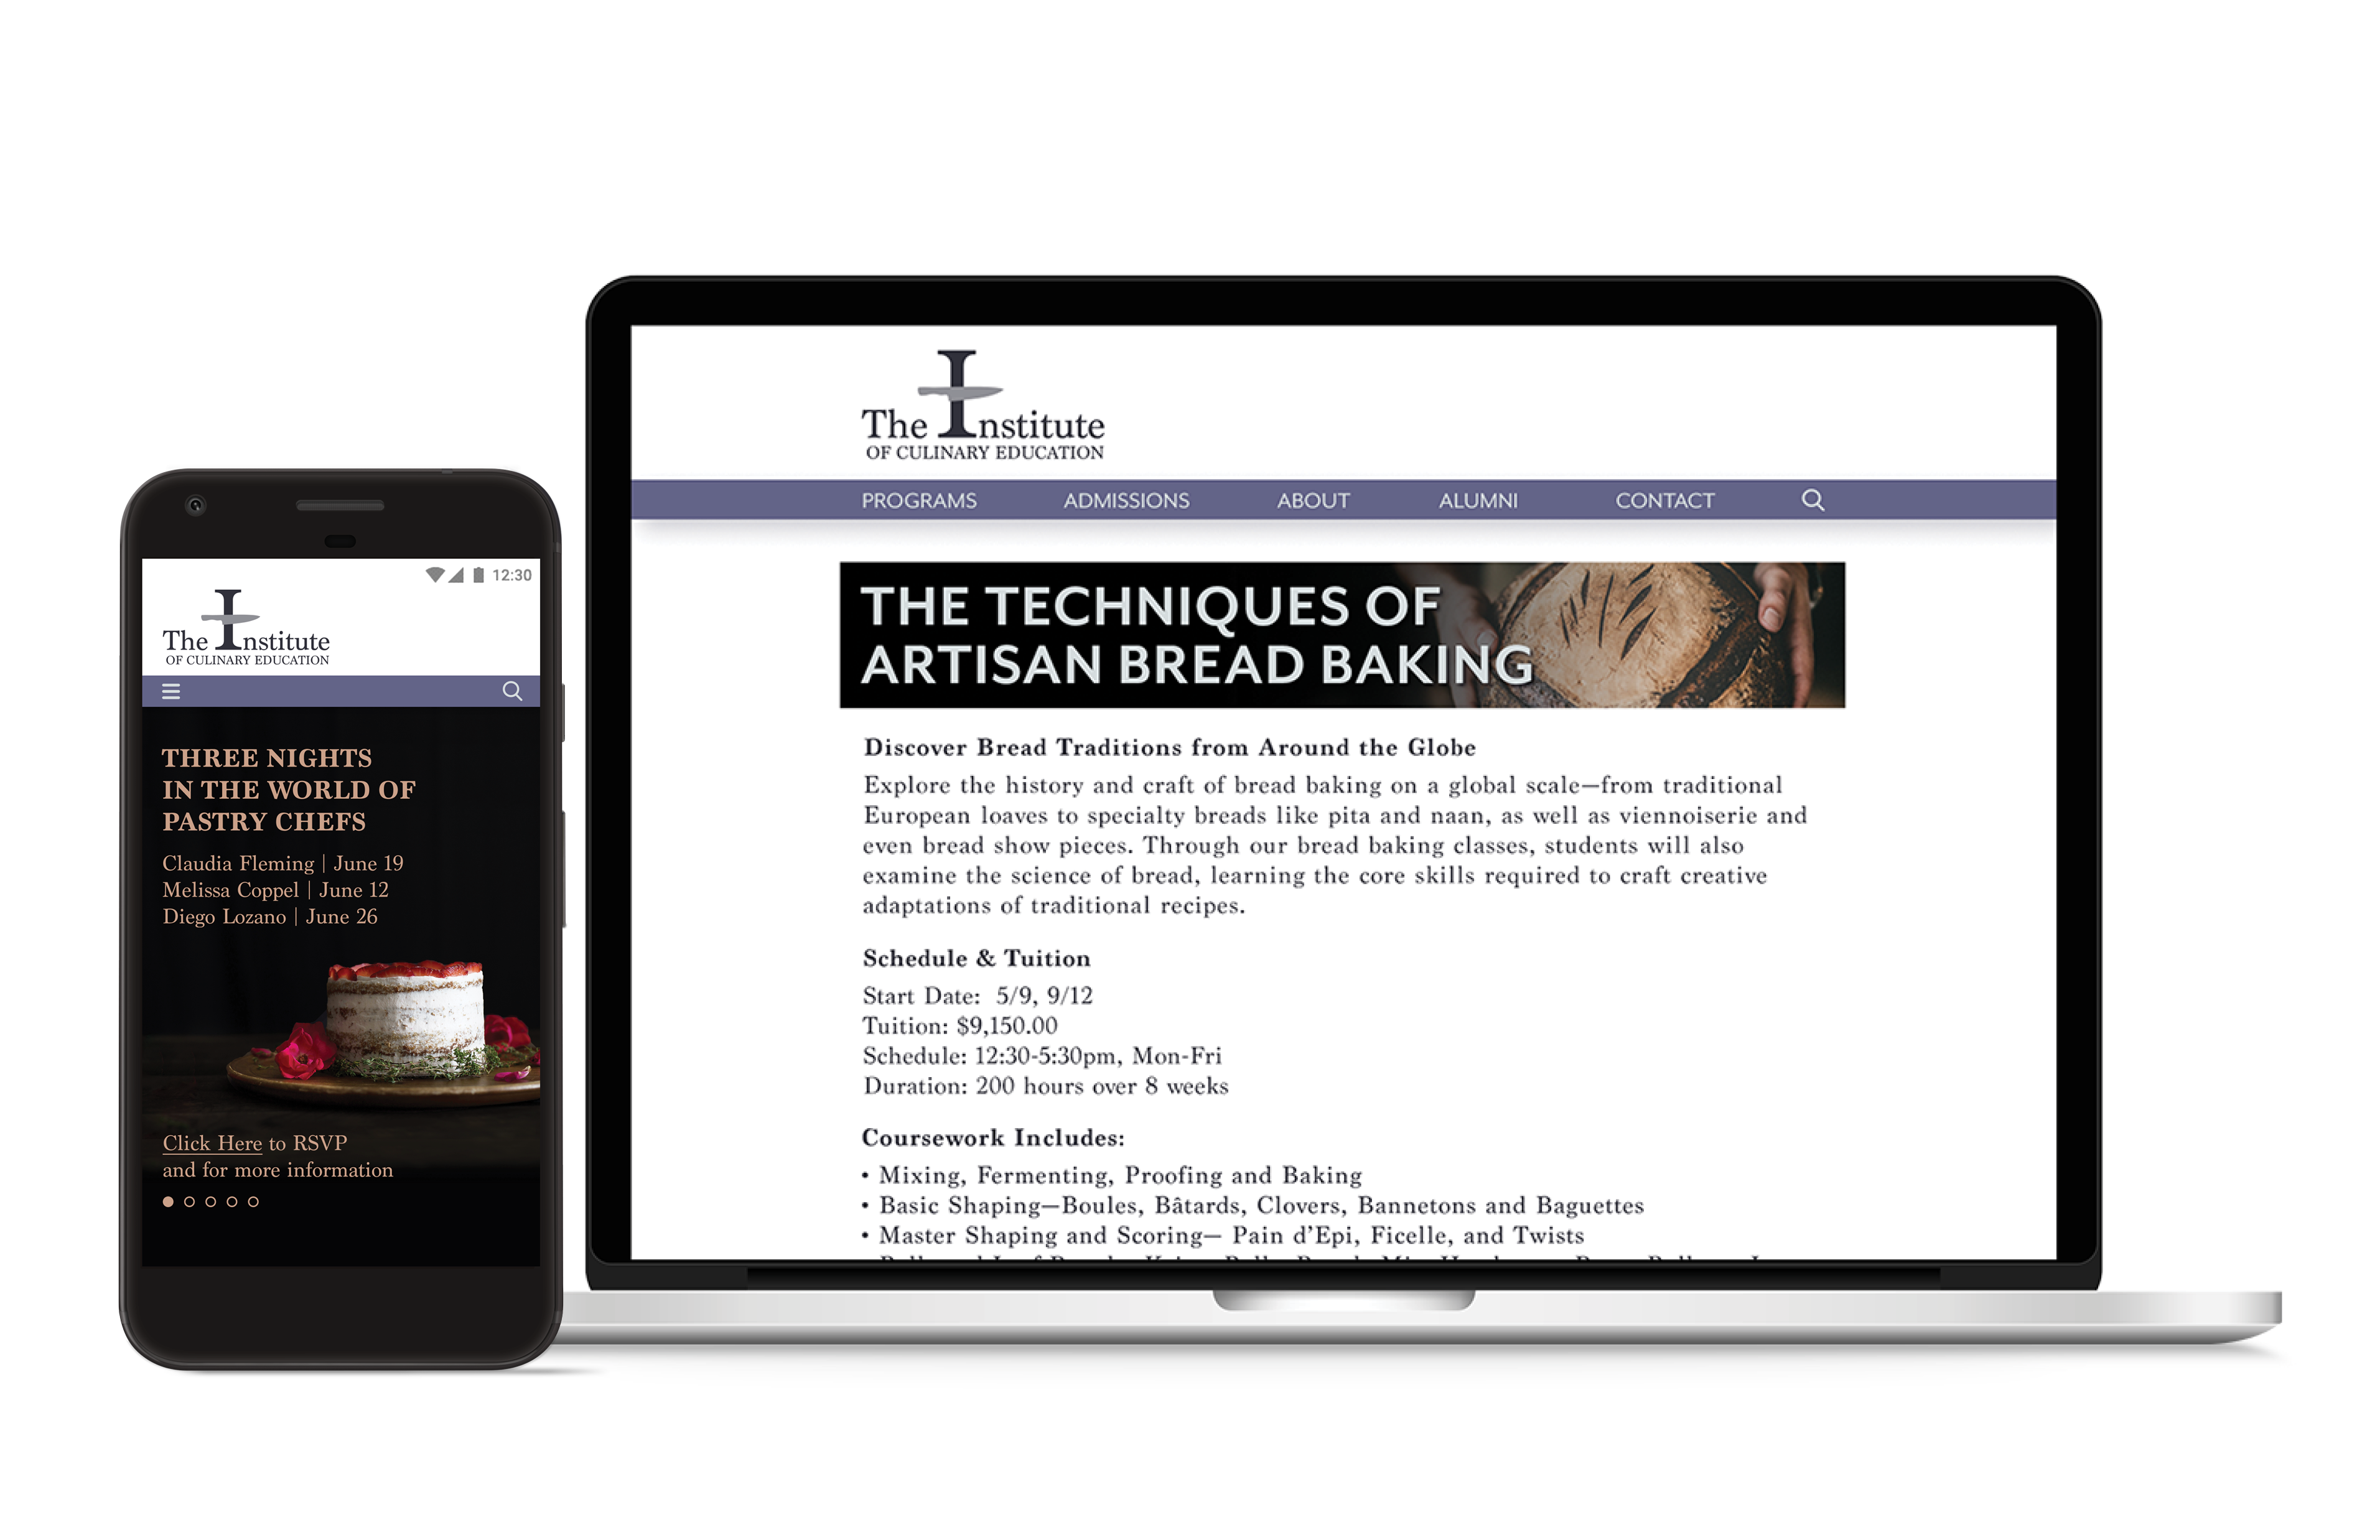 12:30
The Institute
OF CULINARY EDUCATION
THREE NIGHTS
IN THE WORLD OF
PASTRY CHEFS
Claudia Fleming | June 19
Melissa Coppel | June 12
Diego Lozano | June 26
Click Here to RSVP
and for more information
The Institute
OF CULINARY EDUCATION
PROGRAMS ADMISSIONS ABOUT ALUMNI CONTACT
THE TECHNIQUES OF
ARTISAN BREAD BAKING
Discover Bread Traditions from Around the Globe
Explore the history and craft of bread baking on a global scale—from traditional
European loaves to specialty breads like pita and naan, as well as viennoiserie and
even bread show pieces. Through our bread baking classes, students will also
examine the science of bread, learning the core skills required to craft creative
adaptations of traditional recipes.
Schedule & Tuition
Start Date:  5/9, 9/12
Tuition: $9,150.00
Schedule: 12:30-5:30pm, Mon-Fri
Duration: 200 hours over 8 weeks
Coursework Includes:
• Mixing, Fermenting, Proofing and Baking
• Basic Shaping—Boules, Bâtards, Clovers, Bannetons and Baguettes
• Master Shaping and Scoring— Pain d’Epi, Ficelle, and Twists